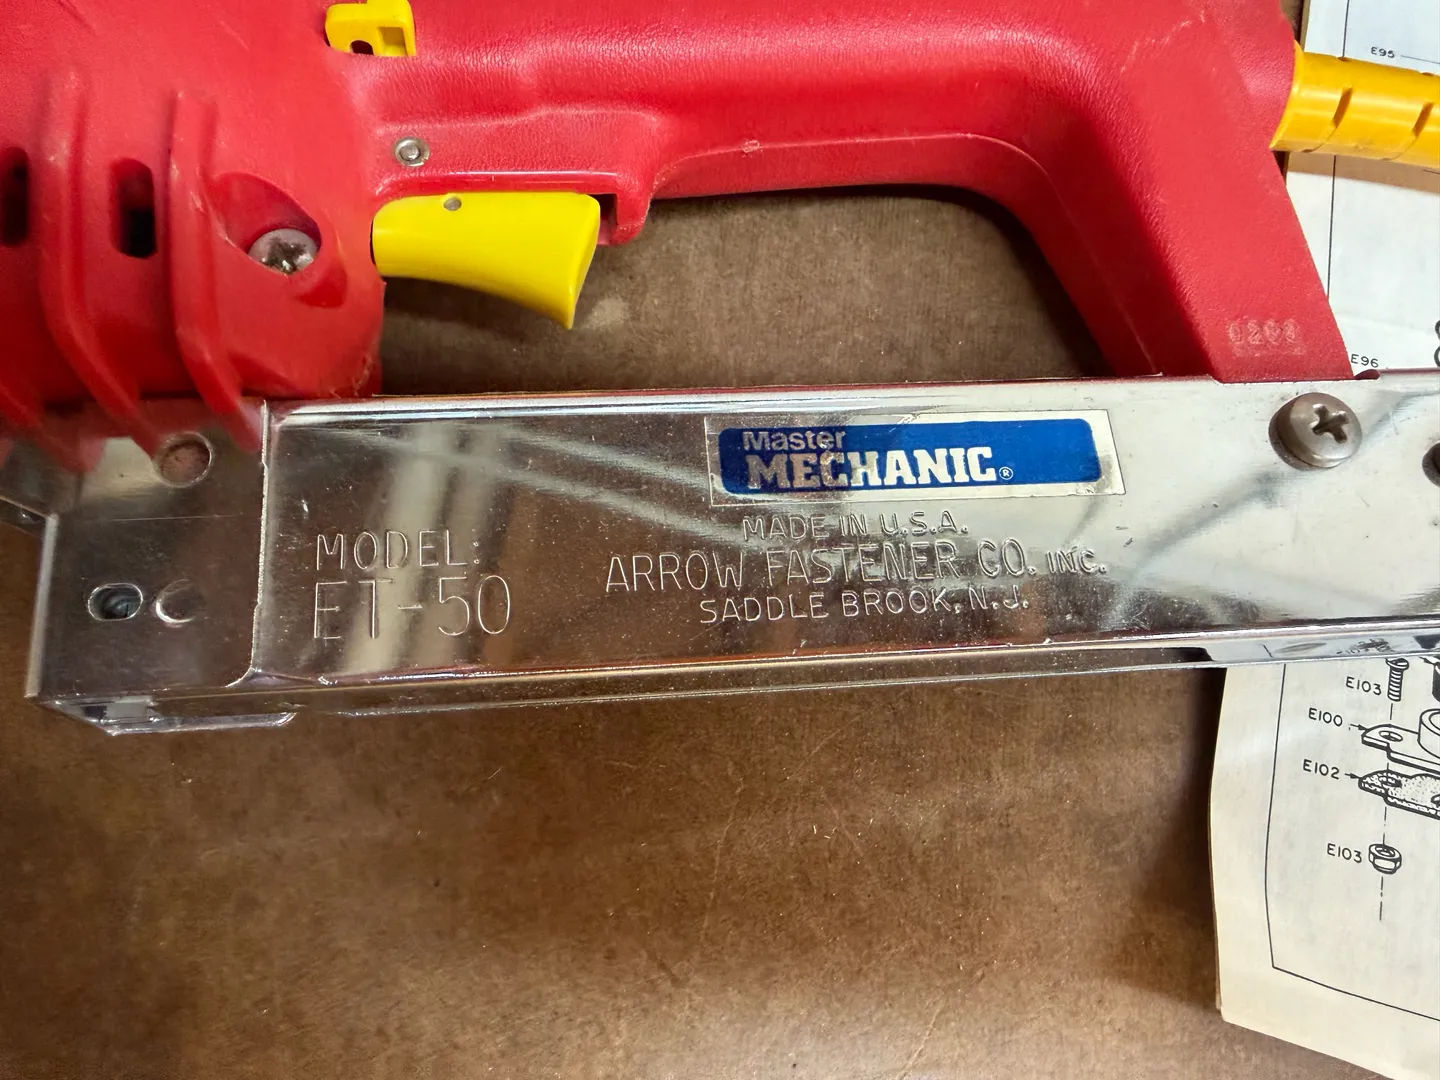 E95
E96
Master
MECHANIC®
MADE IN U.S.A.
ARROW FASTENER CO. INC.
SADDLE BROOK, N.J.
MODEL:
ET-50
E103
E100
E102
E103